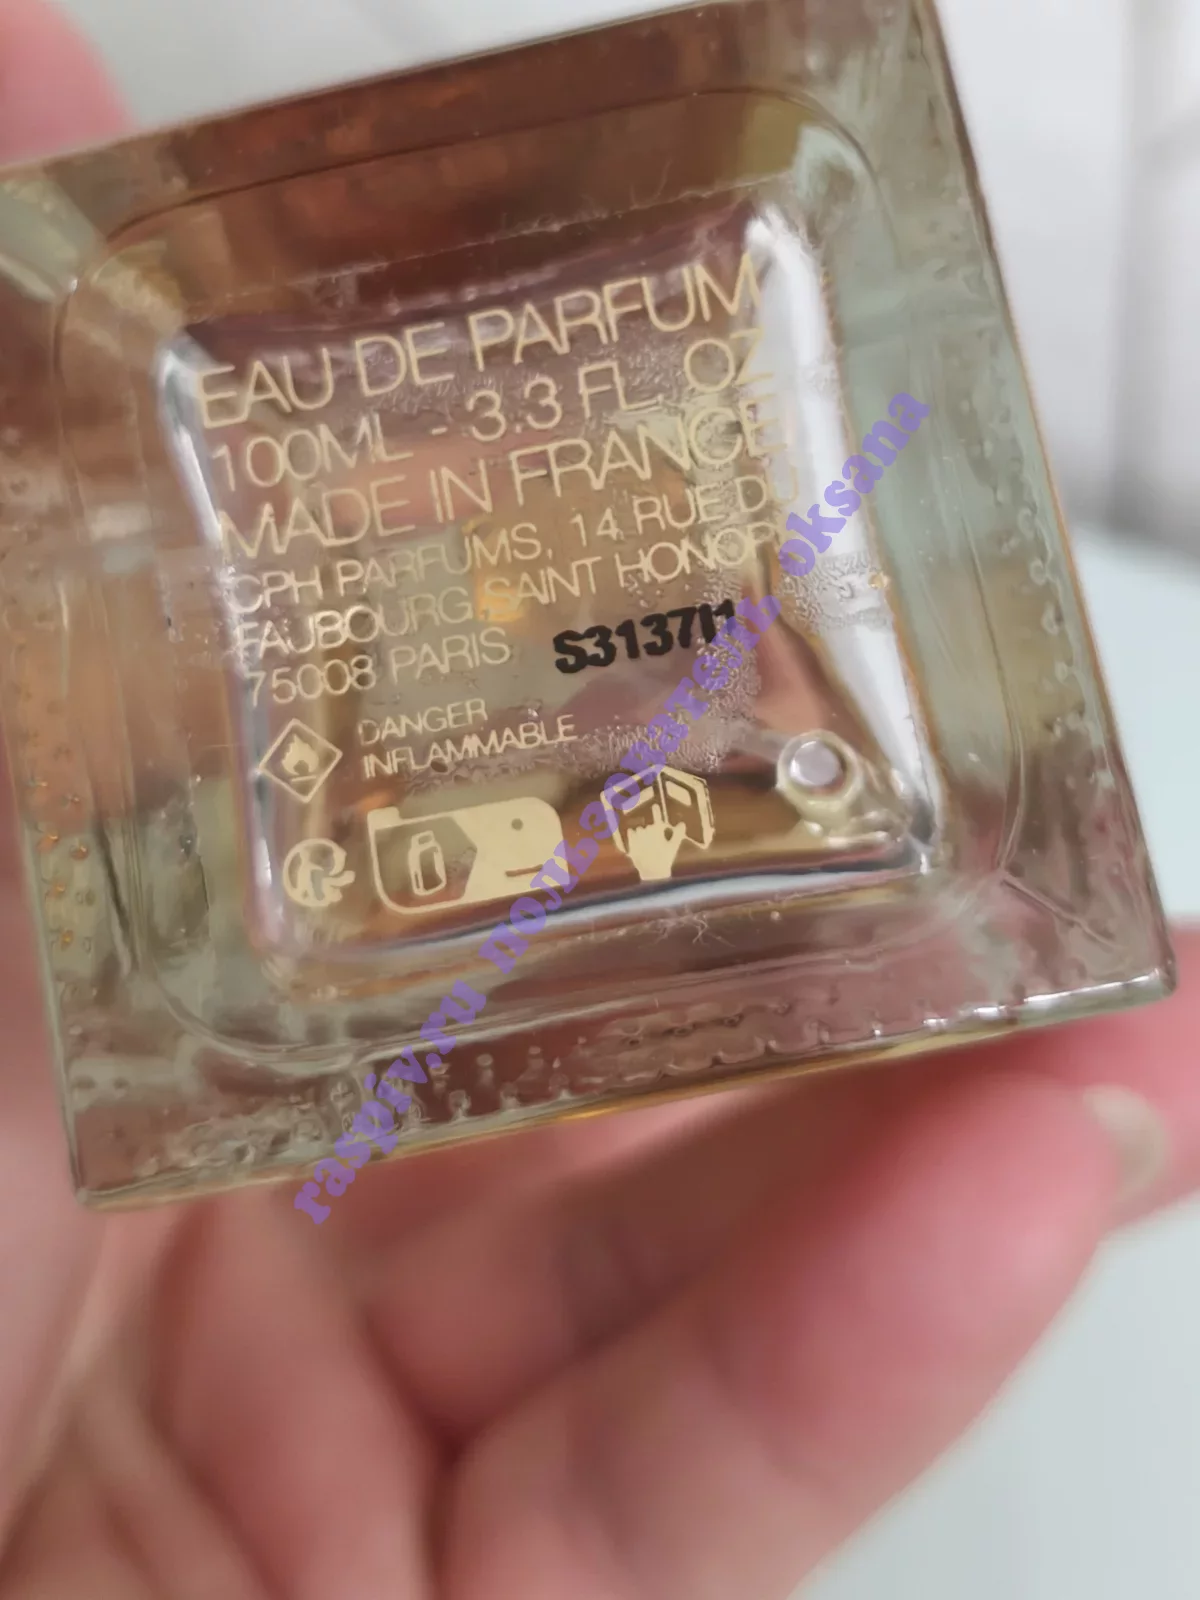 EAU DE PARFUM
100ML - 3.3 FL. OZ
MADE IN FRANCE
CPH PARFUMS, 14 RUE DU
FAUBOURG SAINT HONORÉ
75008 PARIS S3137I1
DANGER
INFLAMMABLE
raspiv.ru пользователь oksana